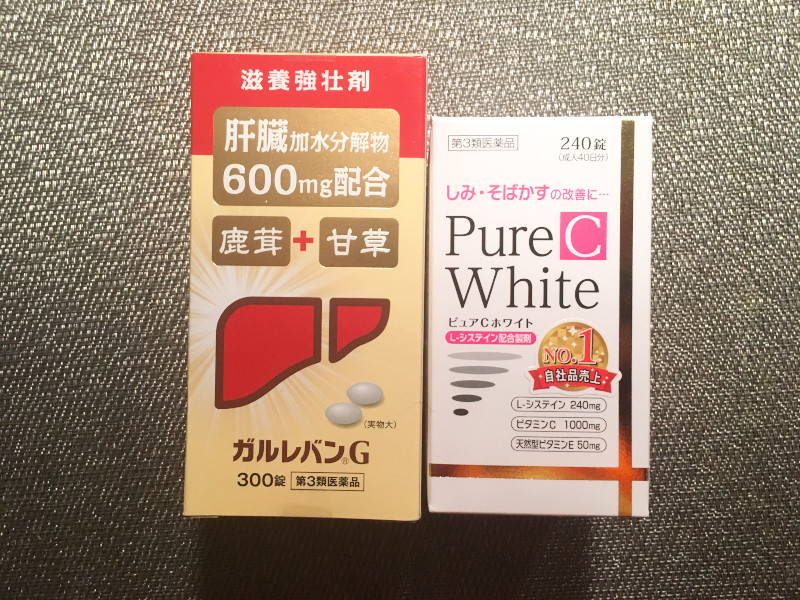 滋養強壮剤
肝臓加水分解物
600mg配合
鹿茸+甘草
(実物大)
ガルレバン®G
300錠 第3類医薬品
第3類医薬品
240錠
(成人40日分)
しみ・そばかすの改善に…
Pure C
White
ピュアCホワイト
L-システイン配合製剤
NO.1
自社品売上
L-システイン 240mg
ビタミンC 1000mg
天然型ビタミンE 50mg